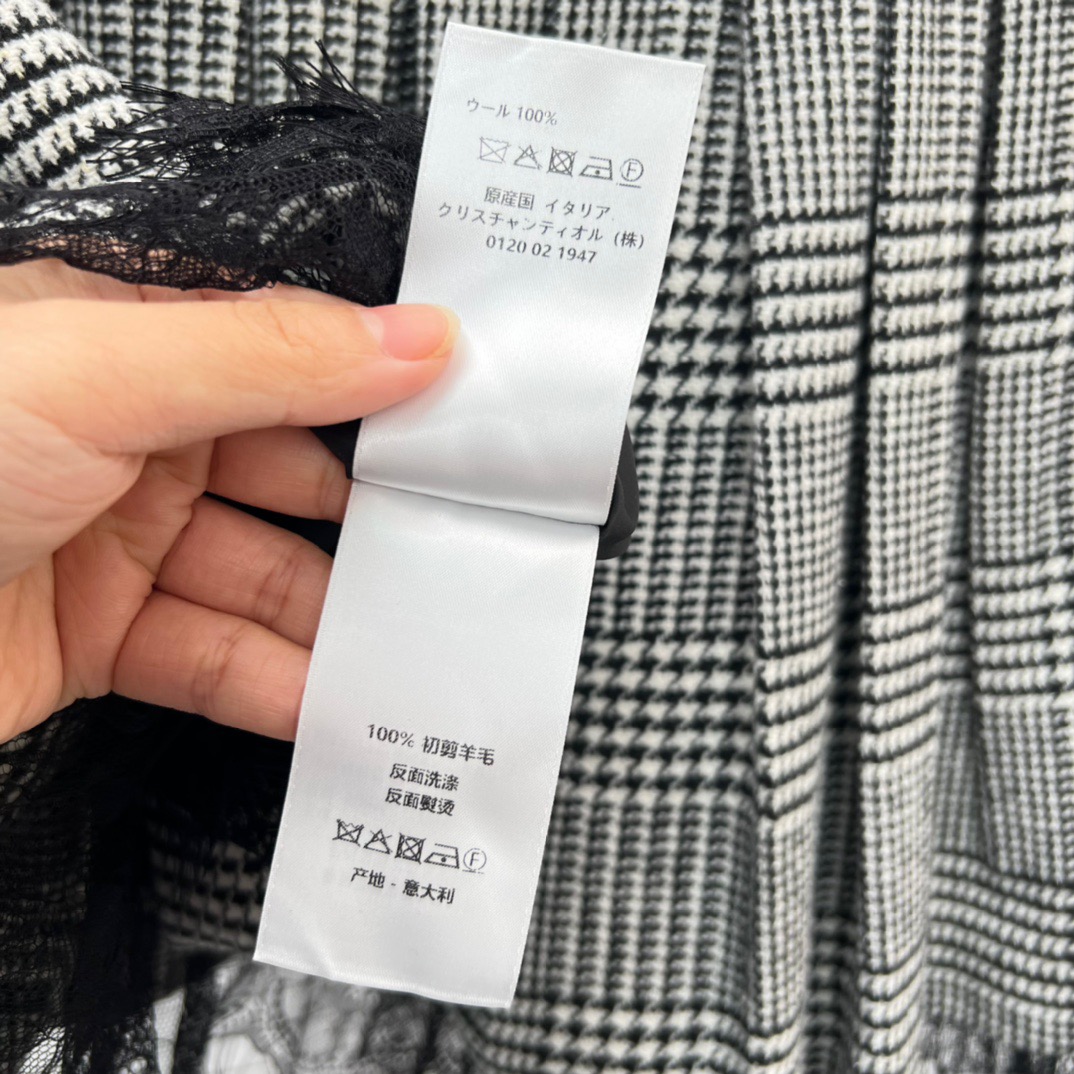 ウール 100%
F
原産国 イタリア.
クリスチャンディオル (株)
0120 02 1947
100% 初剪羊毛
反面洗涤
反面熨烫
F
产地 - 意大利